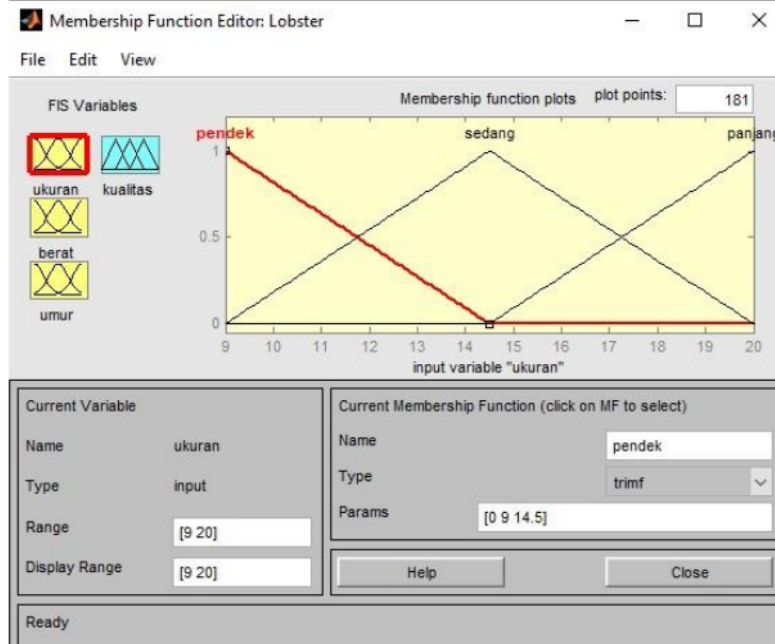 Membership Function Editor: Lobster
File Edit View
FIS Variables
Membership function plots plot points: 181
pendek sedang panjang
1
0.5
0
9 10 11 12 13 14 15 16 17 18 19 20
input variable "ukuran"
ukuran kualitas
berat
umur
Current Variable
Name ukuran
Type input
Range [9 20]
Display Range [9 20]
Current Membership Function (click on MF to select)
Name pendek
Type trimf
Params [0 9 14.5]
Help Close
Ready